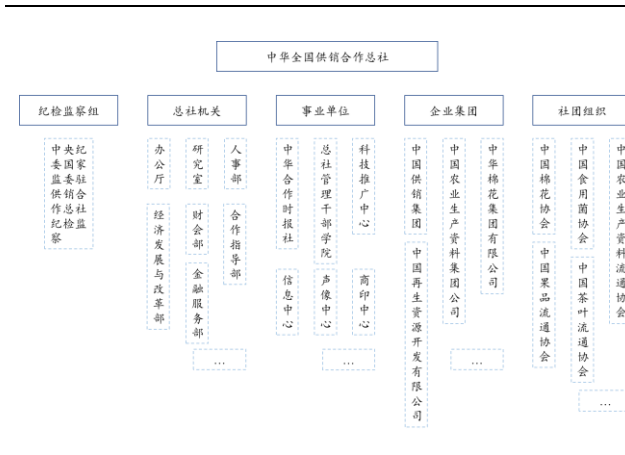 中华全国供销合作总社
纪检监察组
总社机关
事业单位
企业集团
社团组织
中央纪
委国家
监委驻
供销合
作总社
纪检监
察
办公厅
研究室
人事部
经济发展与改革部
财会部
合作指导部
金融服务部
…
中华合作时报社
总社管理干部学院
科技推广中心
信息中心
声像中心
商印中心
…
中国供销集团
中国农业生产资料集团公司
中华棉花集团有限公司
中国再生资源开发有限公司
…
中国棉花协会
中国食用菌协会
中国农业生产资料流通协会
中国果品流通协会
中国茶叶流通协会
…